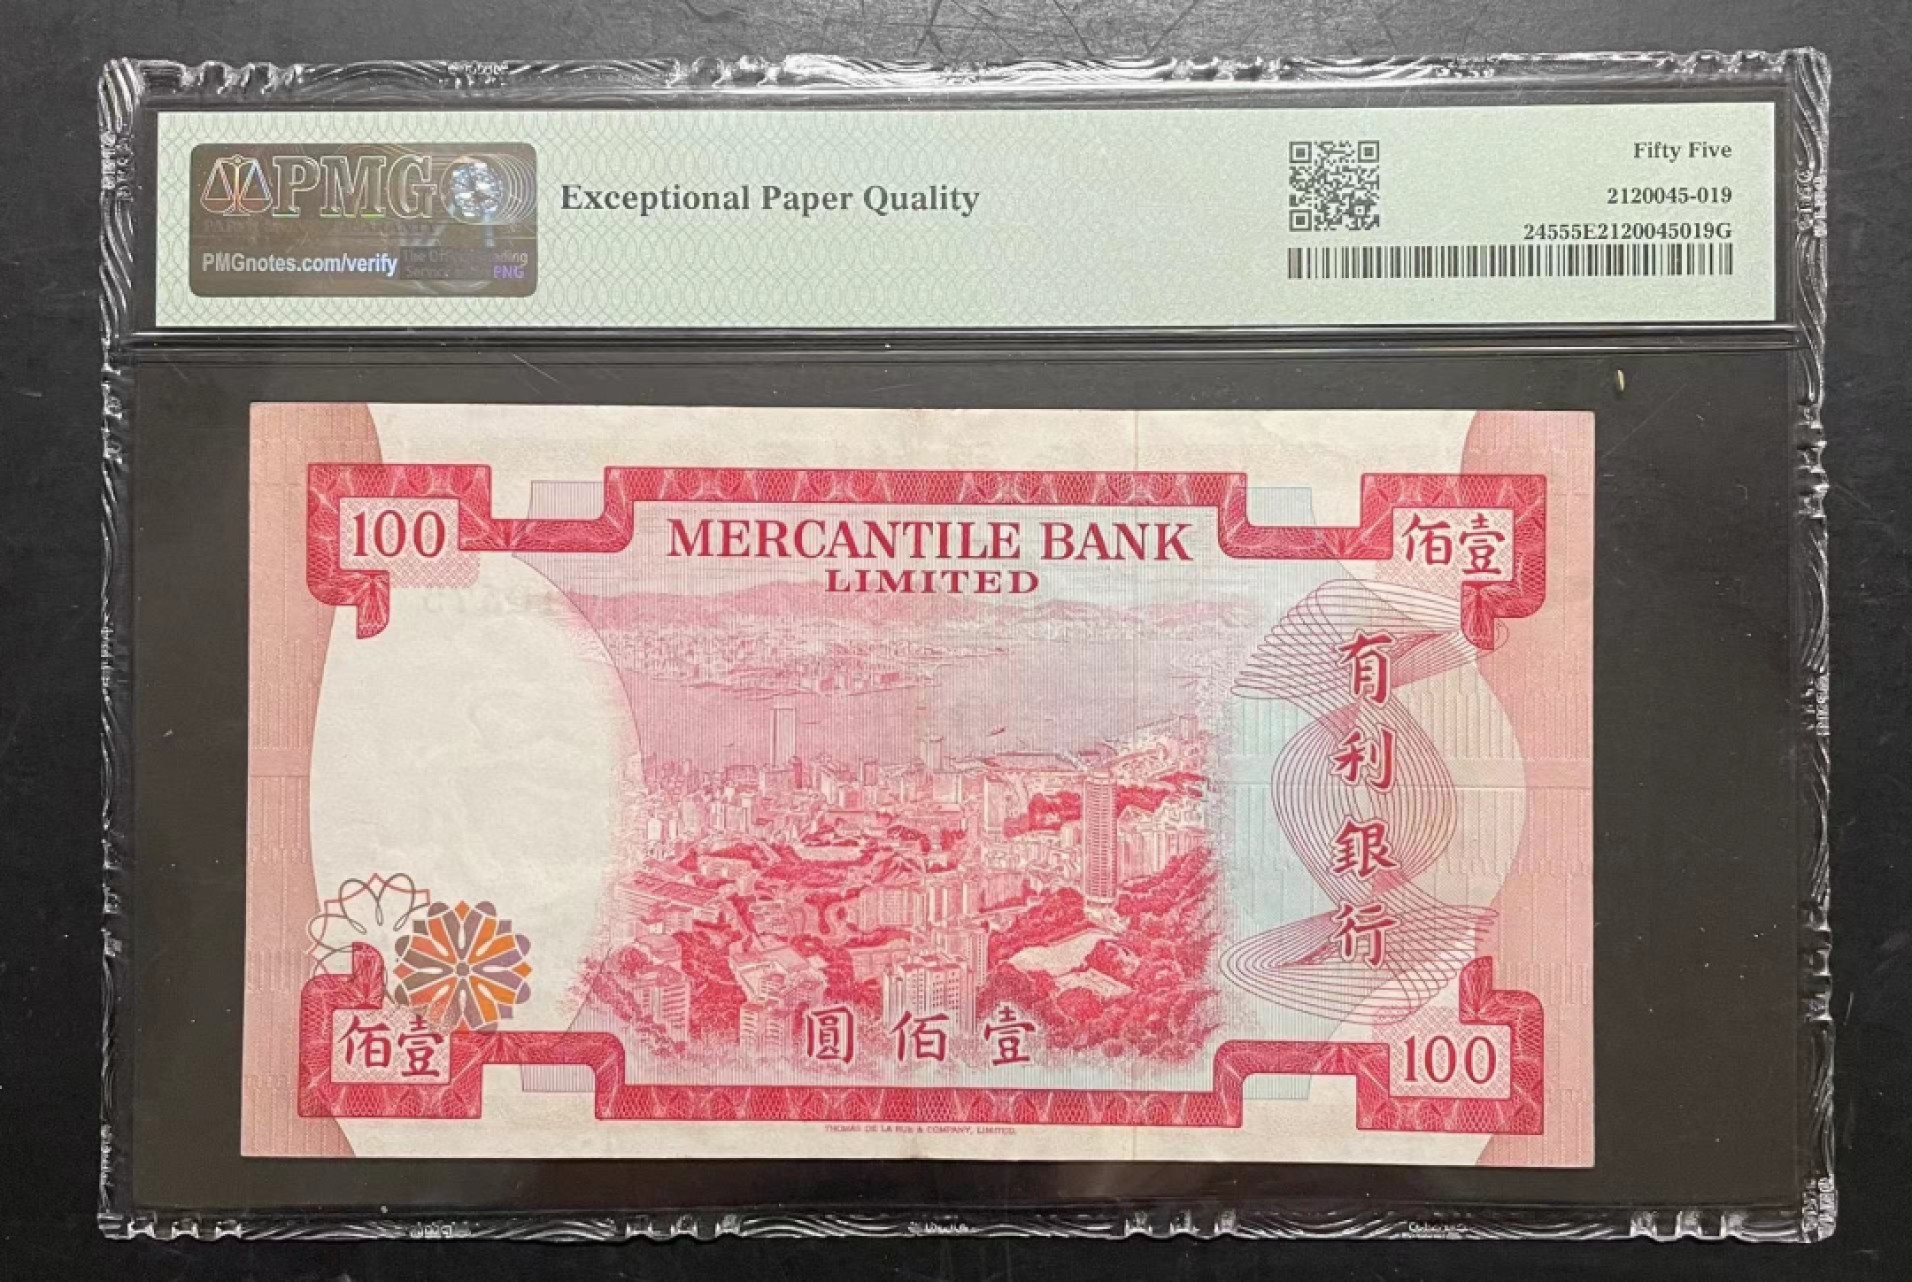 PMG
PMGnotes.com/verify
PNG
Exceptional Paper Quality
Fifty Five
2120045-019
24555E2120045019G
100
MERCANTILE BANK
LIMITED
佰壹
有
利
銀
行
佰壹
圓佰壹
100
THOMAS DE LA RUE & COMPANY, LIMITED.